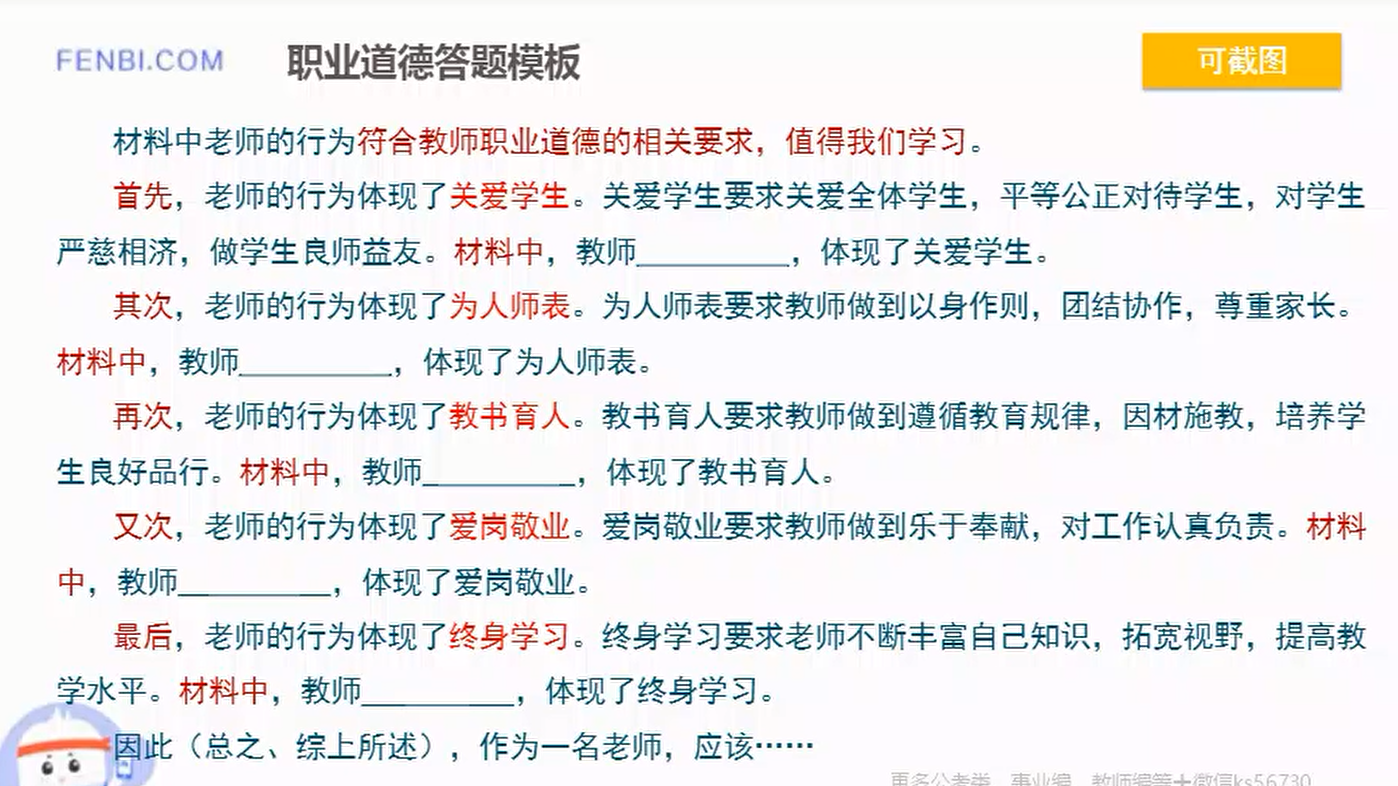 FENBI.COM
职业道德答题模板
可截图
材料中老师的行为符合教师职业道德的相关要求，值得我们学习。
首先，老师的行为体现了关爱学生。关爱学生要求关爱全体学生，平等公正对待学生，对学生
严慈相济，做学生良师益友。材料中，教师__________，体现了关爱学生。
其次，老师的行为体现了为人师表。为人师表要求教师做到以身作则，团结协作，尊重家长。
材料中，教师__________，体现了为人师表。
再次，老师的行为体现了教书育人。教书育人要求教师做到遵循教育规律，因材施教，培养学
生良好品行。材料中，教师__________，体现了教书育人。
又次，老师的行为体现了爱岗敬业。爱岗敬业要求教师做到乐于奉献，对工作认真负责。材料
中，教师__________，体现了爱岗敬业。
最后，老师的行为体现了终身学习。终身学习要求老师不断丰富自己知识，拓宽视野，提高教
学水平。材料中，教师__________，体现了终身学习。
因此（总之、综上所述），作为一名老师，应该……
更多公考类、事业编、教师编等+微信ks56730